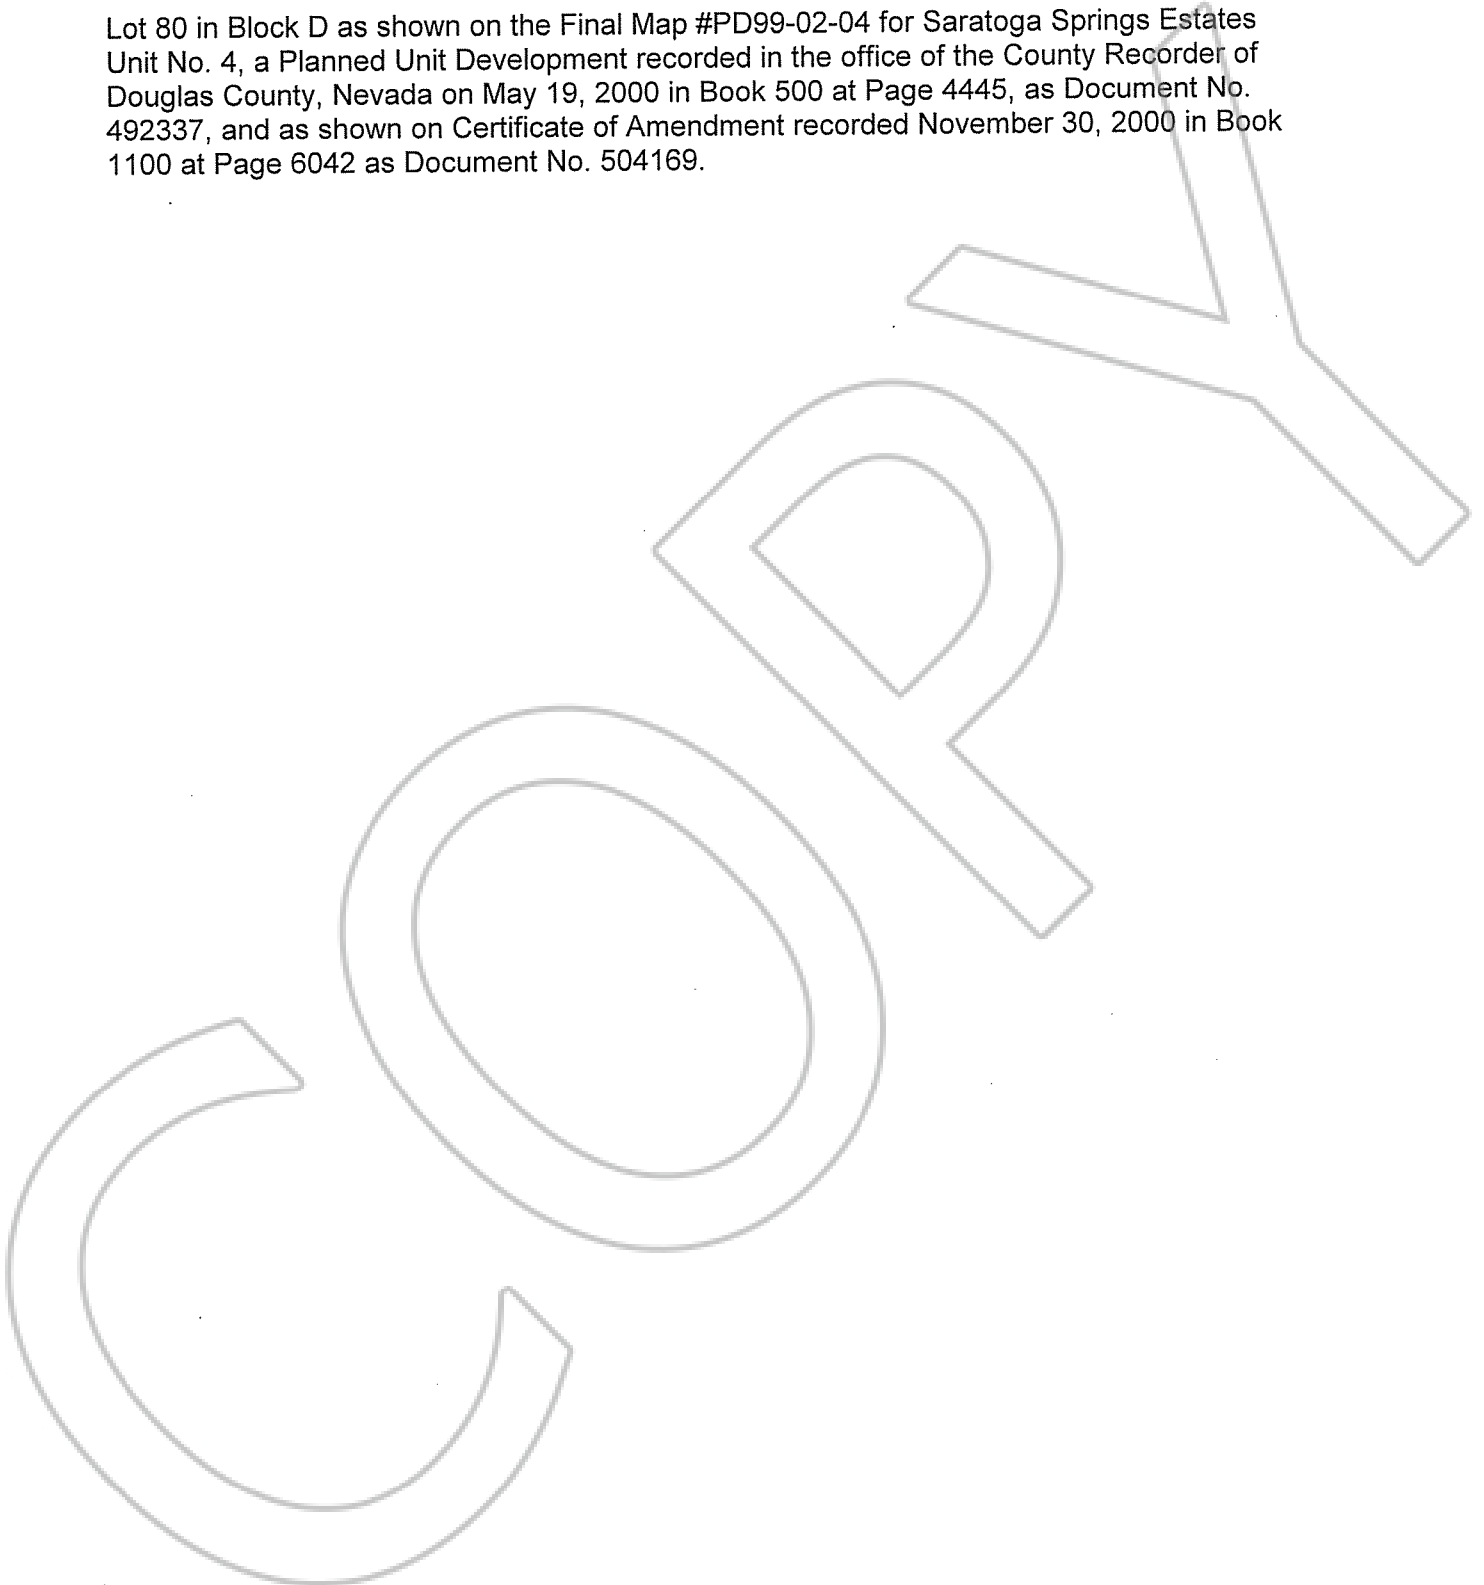 Lot 80 in Block D as shown on the Final Map #PD99-02-04 for Saratoga Springs Estates
Unit No. 4, a Planned Unit Development recorded in the office of the County Recorder of
Douglas County, Nevada on May 19, 2000 in Book 500 at Page 4445, as Document No.
492337, and as shown on Certificate of Amendment recorded November 30, 2000 in Book
1100 at Page 6042 as Document No. 504169.
COPY